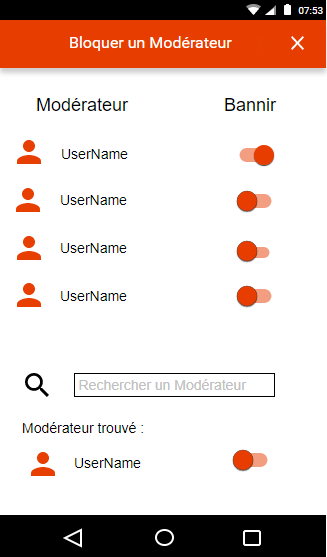 07:53
Bloquer un Modérateur
Modérateur Bannir
UserName
UserName
UserName
UserName
Rechercher un Modérateur
Modérateur trouvé :
UserName